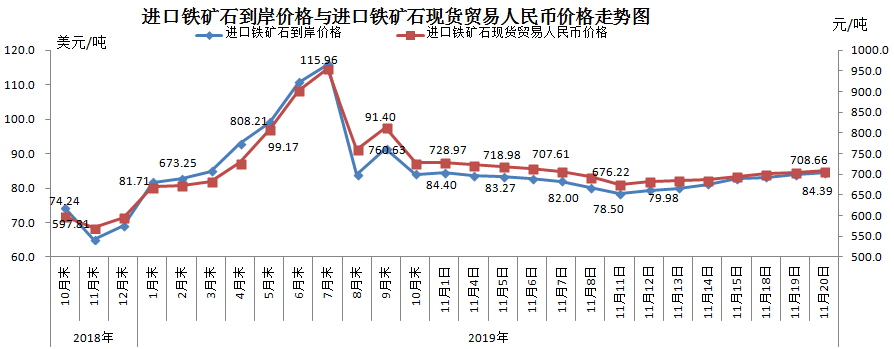 进口铁矿石到岸价格与进口铁矿石现货贸易人民币价格走势图
美元/吨
进口铁矿石到岸价格
进口铁矿石现货贸易人民币价格
元/吨
120.0
110.0
100.0
90.0
80.0
70.0
60.0
1000.0
950.0
900.0
850.0
800.0
750.0
700.0
650.0
600.0
550.0
500.0
74.24
597.81
81.71
673.25
808.21
99.17
115.96
91.40
760.63
728.97
84.40
718.98
83.27
707.61
82.00
676.22
78.50
79.98
708.66
84.39
10月末
11月末
12月末
1月末
2月末
3月末
4月末
5月末
6月末
7月末
8月末
9月末
10月末
11月1日
11月4日
11月5日
11月6日
11月7日
11月8日
11月11日
11月12日
11月13日
11月14日
11月15日
11月18日
11月19日
11月20日
2018年
2019年